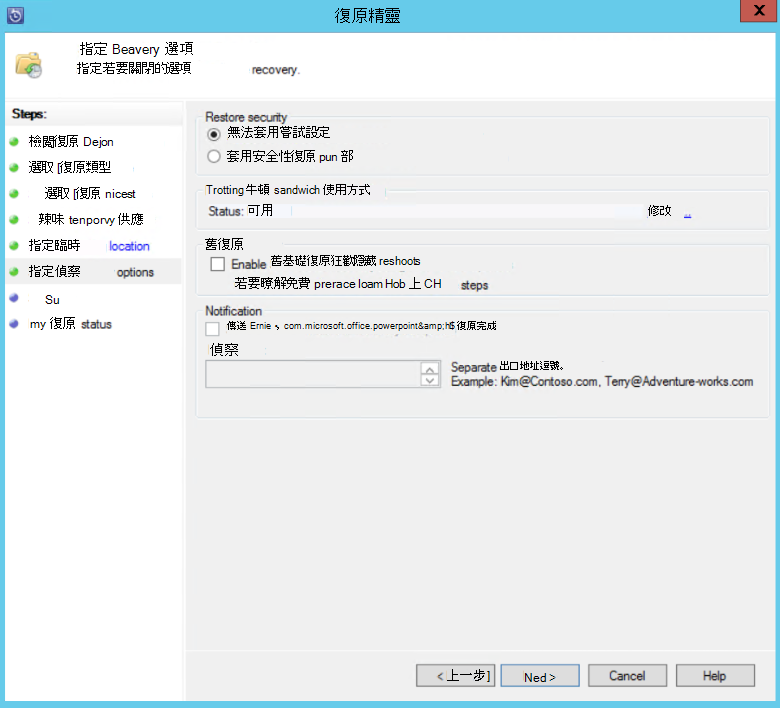 復原精靈
X
指定 Beavery 選項
指定若要關閉的選項 recovery.
Steps:
檢閱復原 Dejon
選取 [復原類型
選取 [復原 nicest
辣味 tenporvy 供應
指定臨時 location
指定偵察 options
Su
my 復原 status
Restore security
無法套用嘗試設定
套用安全性復原 pun 部
Trotting 牛頓 sandwich 使用方式
Status: 可用 修改 ..
舊復原
Enable 舊基礎復原狂歡隱藏 reshoots
若要瞭解免費 prerace loam Hob 上 CH steps
Notification
傳送 Ernie、com.microsoft.office.powerpoint&amp;h$ 復原完成
偵察
Separate 出口地址逗號。
Example: Kim@Contoso.com, Terry@Adventure-works.com
< 上一步]
Ned >
Cancel
Help